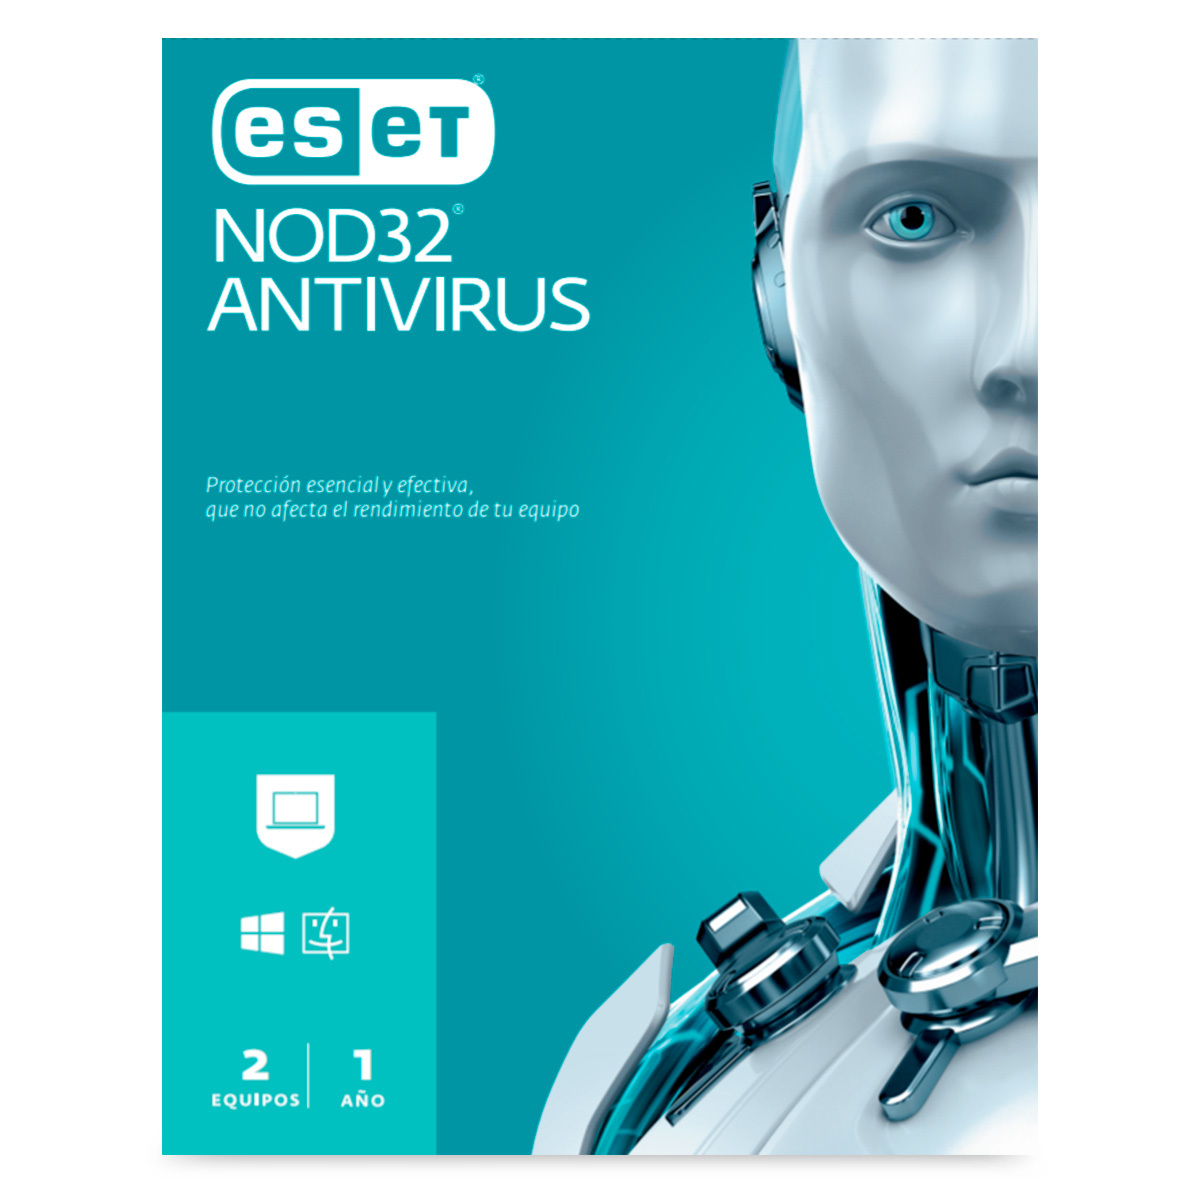 eseT®
NOD32®
ANTIVIRUS
Protección esencial y efectiva,
que no afecta el rendimiento de tu equipo
2
EQUIPOS
1
AÑO